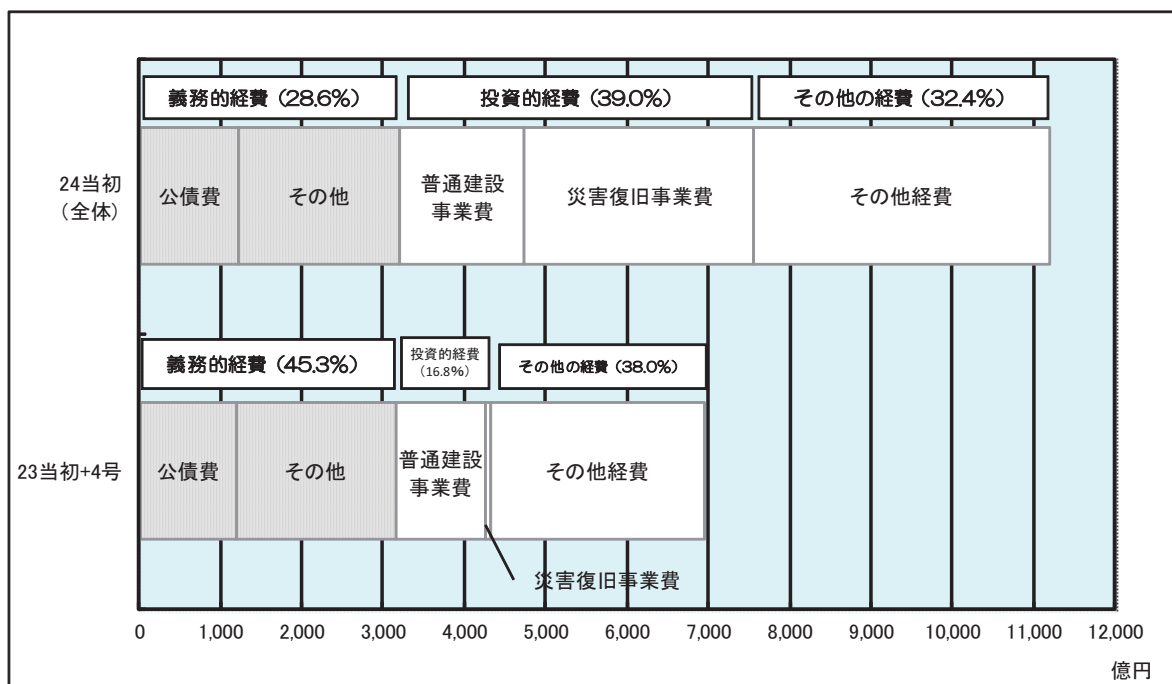 義務的経費 (28.6%)
投資的経費 (39.0%)
その他の経費 (32.4%)
24当初
(全体)
公債費
その他
普通建設
事業費
災害復旧事業費
その他経費
義務的経費 (45.3%)
投資的経費
(16.8%)
その他の経費 (38.0%)
23当初+4号
公債費
その他
普通建設
事業費
その他経費
災害復旧事業費
0 1,000 2,000 3,000 4,000 5,000 6,000 7,000 8,000 9,000 10,000 11,000 12,000
億円